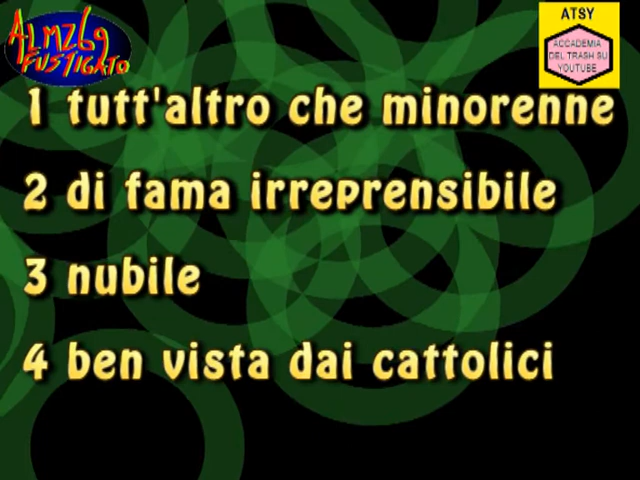 ALMZ69
E FUSTIGATO
ATSY
ACCADEMIA
DEL TRASH SU
YOUTUBE
1 tutt'altro che minorenne
2 di fama irreprensibile
3 nubile
4 ben vista dai cattolici